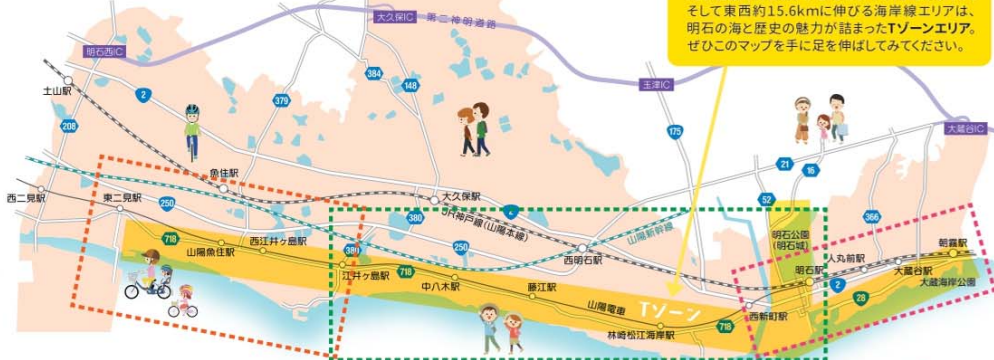 そして東西約15.6kmに伸びる海岸線エリアは、
明石の海と歴史の魅力が詰まったTゾーンエリア。
ぜひこのマップを手に足を伸ばしてみてください。
大久保IC
第二神明道路
明石西IC
玉津IC
大蔵谷IC
土山駅
2
384
148
379
208
175
21
16
52
366
魚住駅
大久保駅
西二見駅
東二見駅
250
380
2
JR神戸線(山陽本線)
山陽新幹線
明石公園
(明石城)
718
山陽魚住駅
西江井ヶ島駅
380
250
西明石駅
江井ヶ島駅
718
中八木駅
藤江駅
山陽電車
Tゾーン
林崎松江海岸駅
718
西新町駅
明石駅
人丸前駅
2
28
大蔵谷駅
朝霧駅
大蔵海岸公園